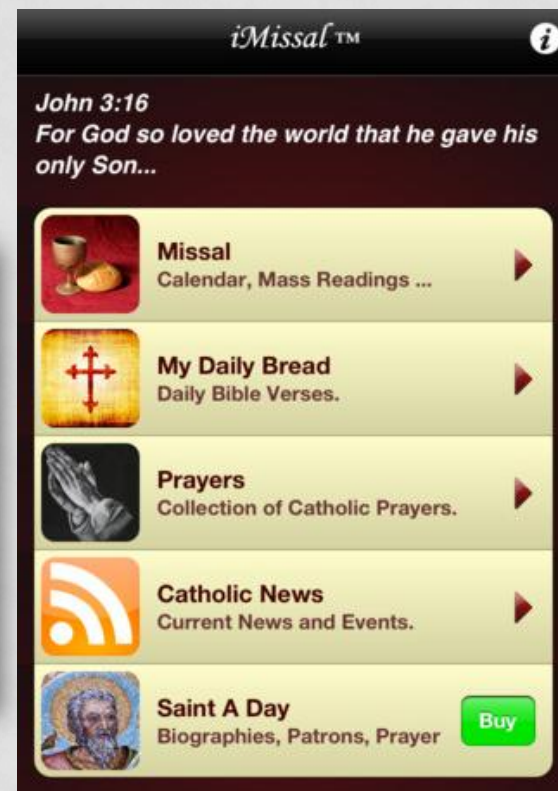 iMissal ™
i
John 3:16
For God so loved the world that he gave his
only Son...
Missal
Calendar, Mass Readings ...
My Daily Bread
Daily Bible Verses.
Prayers
Collection of Catholic Prayers.
Catholic News
Current News and Events.
Saint A Day
Biographies, Patrons, Prayer
Buy